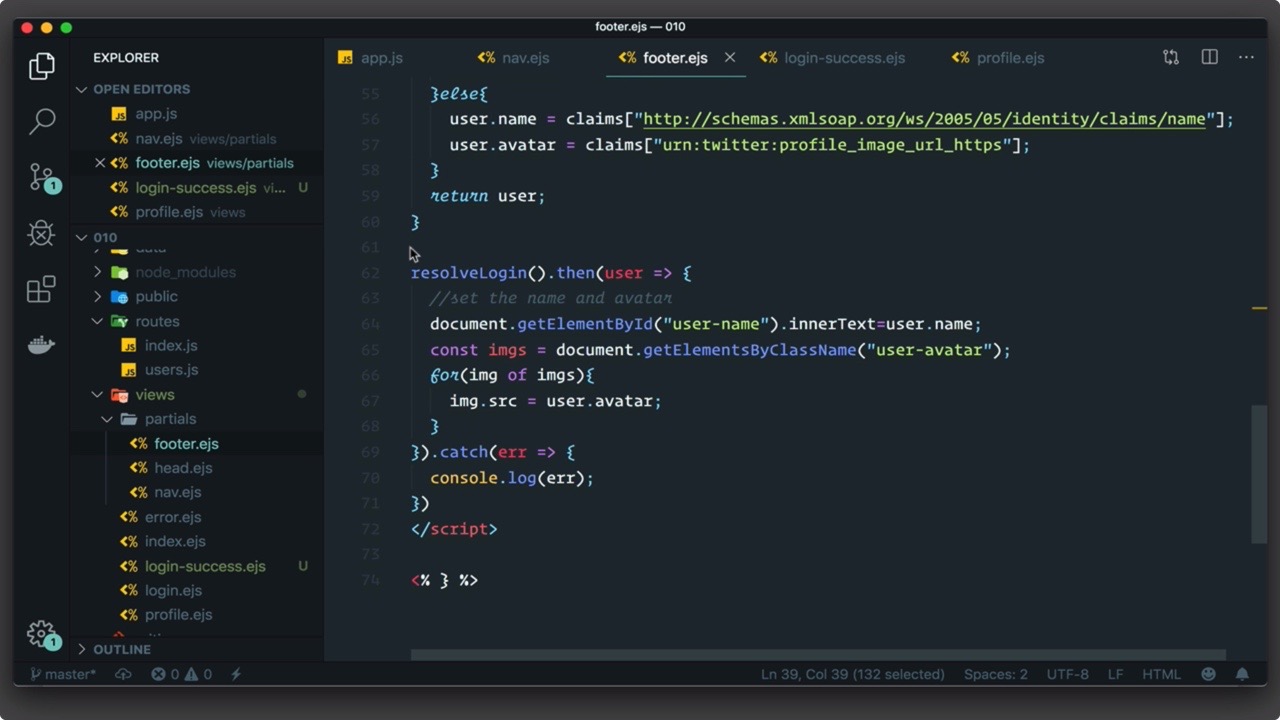 footer.ejs — 010
EXPLORER
OPEN EDITORS
JS app.js
nav.ejs views/partials
footer.ejs views/partials
login-success.ejs vi... U
profile.ejs views
010
data
node_modules
public
routes
JS index.js
JS users.js
views
partials
footer.ejs
head.ejs
nav.ejs
error.ejs
index.ejs
login-success.ejs U
login.ejs
profile.ejs
OUTLINE
1
1
JS app.js
nav.ejs
footer.ejs
login-success.ejs
profile.ejs
55 }else{
56 user.name = claims["http://schemas.xmlsoap.org/ws/2005/05/identity/claims/name"];
57 user.avatar = claims["urn:twitter:profile_image_url_https"];
58 }
59 return user;
60 }
61
62 resolveLogin().then(user => {
63 //set the name and avatar
64 document.getElementById("user-name").innerText=user.name;
65 const imgs = document.getElementsByClassName("user-avatar");
66 for(img of imgs){
67 img.src = user.avatar;
68 }
69 }).catch(err => {
70 console.log(err);
71 })
72 </script>
73
74 <% } %>
master* 0 0 Ln 39, Col 39 (132 selected) Spaces: 2 UTF-8 LF HTML